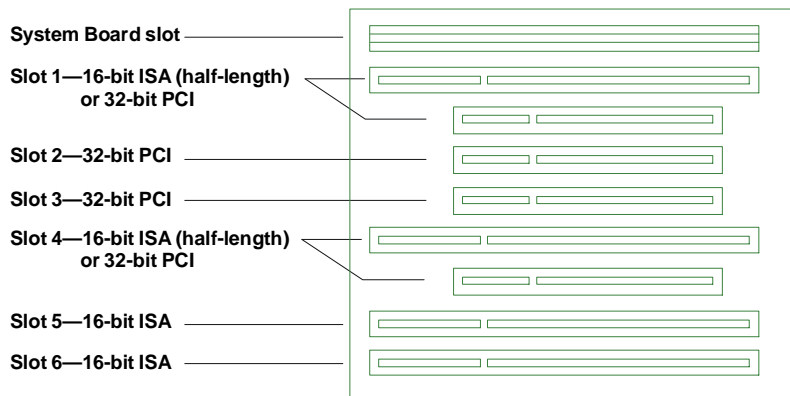 System Board slot
Slot 1—16-bit ISA (half-length)
or 32-bit PCI
Slot 2—32-bit PCI
Slot 3—32-bit PCI
Slot 4—16-bit ISA (half-length)
or 32-bit PCI
Slot 5—16-bit ISA
Slot 6—16-bit ISA